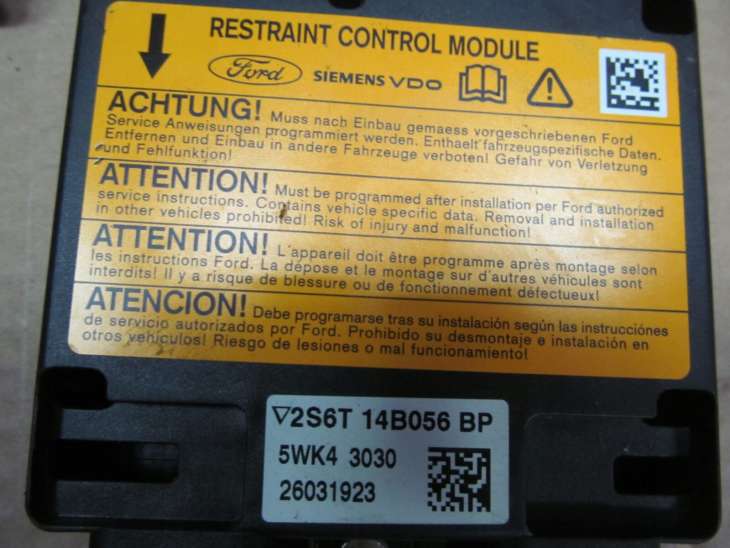 RESTRAINT CONTROL MODULE
Ford SIEMENS VDO
ACHTUNG! Muss nach Einbau gemaess vorgeschriebenen Ford
Service Anweisungen programmiert werden. Enthaelt fahrzeugspezifische Daten.
Entfernen und Einbau in andere Fahrzeuge verboten! Gefahr von Verletzung
und Fehlfunktion!
ATTENTION! Must be programmed after installation per Ford authorized
service instructions. Contains vehicle specific data. Removal and installation
in other vehicles prohibited! Risk of injury and malfunction!
ATTENTION! L'appareil doit être programme après montage selon
les instructions Ford. La dépose et le montage sur d'autres véhicules sont
interdits! Il y a risque de blessure ou de fonctionnement défectueux!
ATENCION! Debe programarse tras su instalación según las instrucciónes
de servicio autorizados por Ford. Prohibido su desmontaje e instalación en
otros vehículos! Riesgo de lesiones o mal funcionamiento!
2S6T 14B056 BP
5WK4 3030
26031923